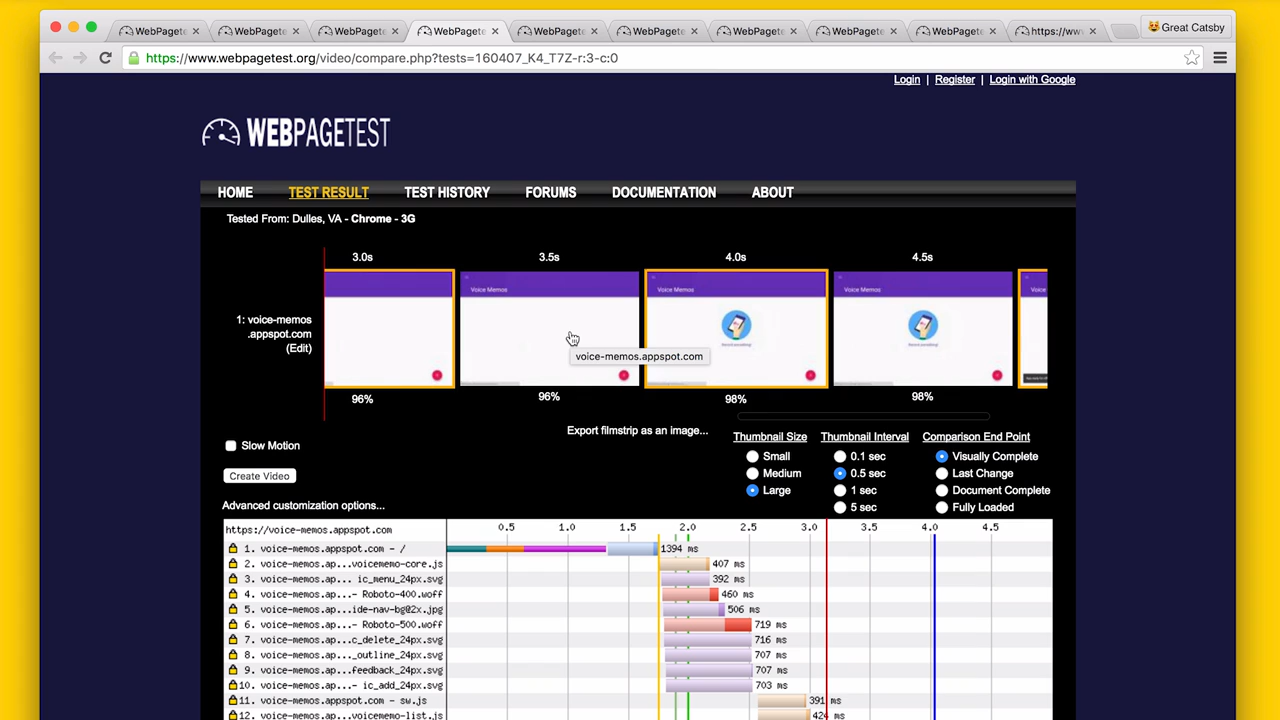 WebPagete WebPagete WebPagete WebPagete WebPagete WebPagete WebPagete WebPagete WebPagete https://ww Great Catsby
https://www.webpagetest.org/video/compare.php?tests=160407_K4_T7Z-r:3-c:0
Login | Register | Login with Google
WEBPAGETEST
HOME TEST RESULT TEST HISTORY FORUMS DOCUMENTATION ABOUT
Tested From: Dulles, VA - Chrome - 3G
3.0s 3.5s 4.0s 4.5s
Voice Memos Voice Memos Voice Memos Voice
1: voice-memos
.appspot.com
(Edit)
voice-memos.appspot.com
96% 96% 98% 98%
Export filmstrip as an image...
Slow Motion
Create Video
Advanced customization options...
Thumbnail Size Thumbnail Interval Comparison End Point
Small 0.1 sec Visually Complete
Medium 0.5 sec Last Change
Large 1 sec Document Complete
5 sec Fully Loaded
https://voice-memos.appspot.com 0.5 1.0 1.5 2.0 2.5 3.0 3.5 4.0 4.5
1. voice-memos.appspot.com - / 1394 ms
2. voice-memos.ap...voicememo-core.js 407 ms
3. voice-memos.ap... ic_menu_24px.svg 392 ms
4. voice-memos.ap...- Roboto-400.woff 460 ms
5. voice-memos.ap...ide-nav-bg@2x.jpg 506 ms
6. voice-memos.ap...- Roboto-500.woff 719 ms
7. voice-memos.ap...c_delete_24px.svg 716 ms
8. voice-memos.ap..._outline_24px.svg 707 ms
9. voice-memos.ap...feedback_24px.svg 707 ms
10. voice-memos.ap...- ic_add_24px.svg 703 ms
11. voice-memos.ap...com - sw.js 391 ms
12. voice-memos.ap...voicememo-list.js 424 ms